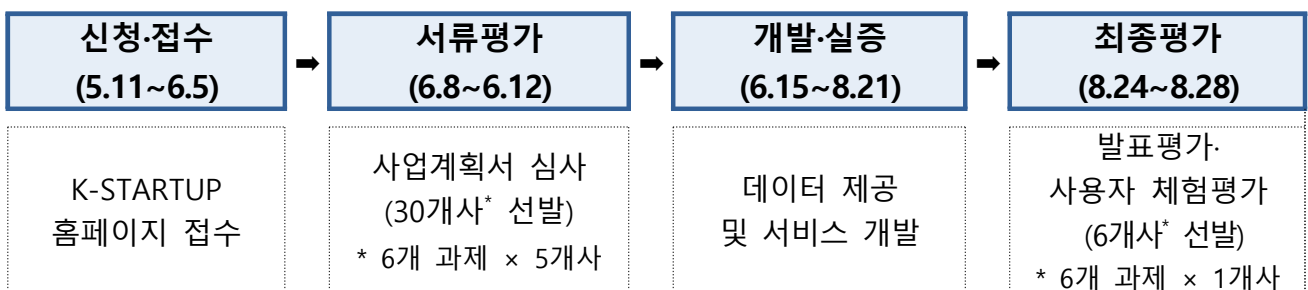 신청·접수
(5.11~6.5)
➡
서류평가
(6.8~6.12)
➡
개발·실증
(6.15~8.21)
➡
최종평가
(8.24~8.28)
K-STARTUP
홈페이지 접수
사업계획서 심사
(30개사* 선발)
* 6개 과제 × 5개사
데이터 제공
및 서비스 개발
발표평가·
사용자 체험평가
(6개사* 선발)
* 6개 과제 × 1개사